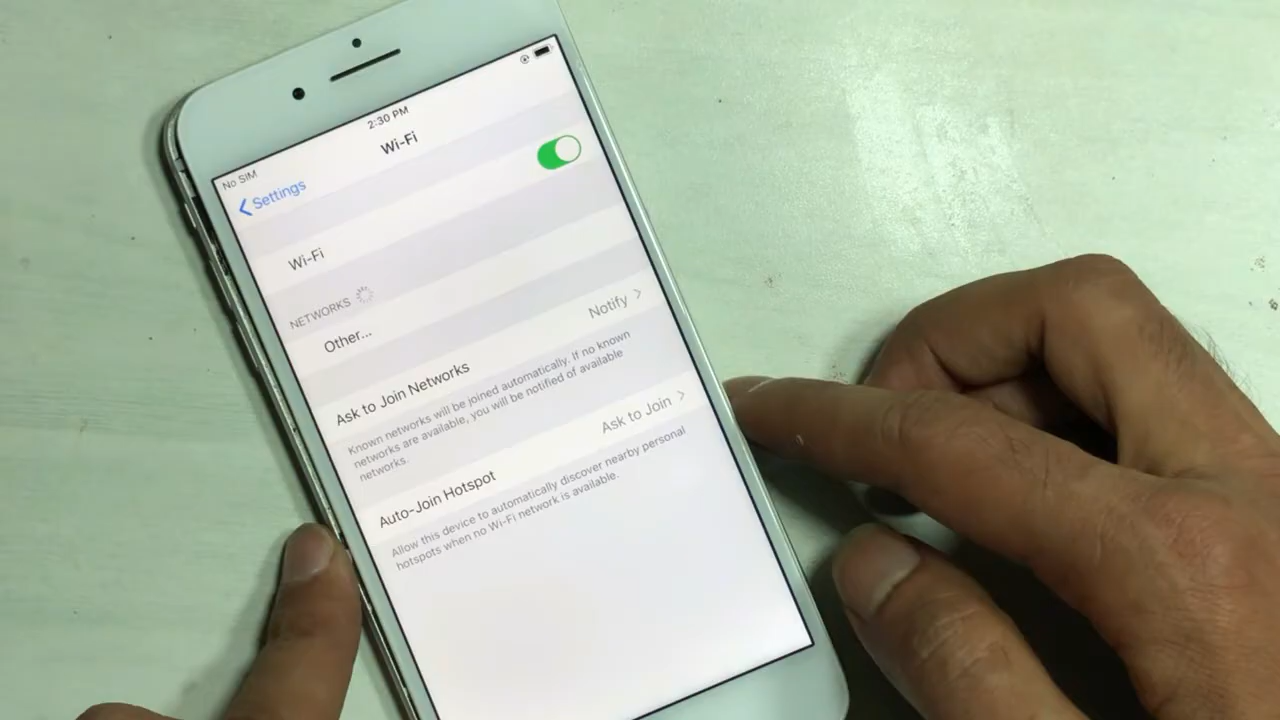 2:30 PM
No SIM
Wi-Fi
Settings
Wi-Fi
NETWORKS
Other...
Ask to Join Networks Notify
Known networks will be joined automatically. If no known
networks are available, you will be notified of available
networks.
Auto-Join Hotspot Ask to Join
Allow this device to automatically discover nearby personal
hotspots when no Wi-Fi network is available.